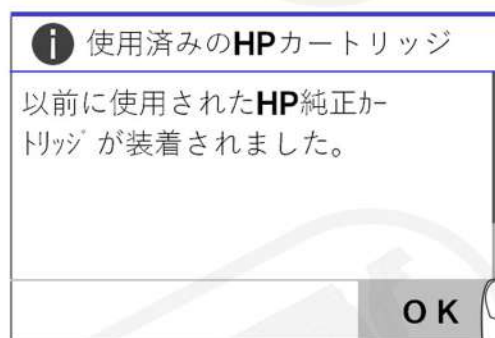 使用済みのHPカートリッジ
以前に使用されたHP純正ｶｰ
ﾄﾘｯｼﾞが装着されました。
OK